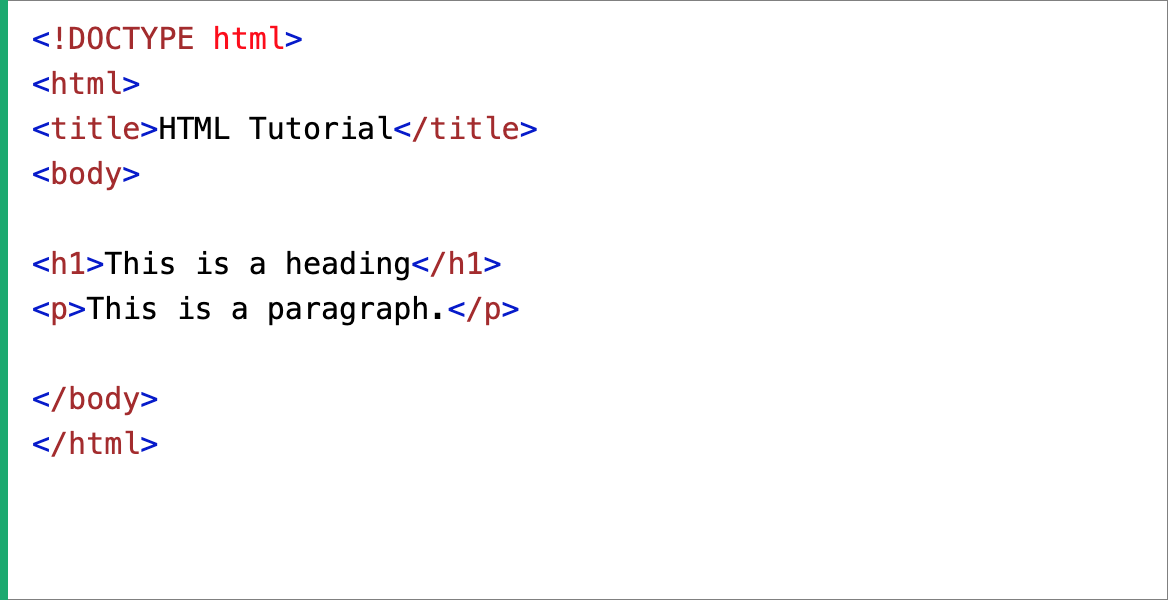 <!DOCTYPE html>
<html>
<title>HTML Tutorial</title>
<body>

<h1>This is a heading</h1>
<p>This is a paragraph.</p>

</body>
</html>